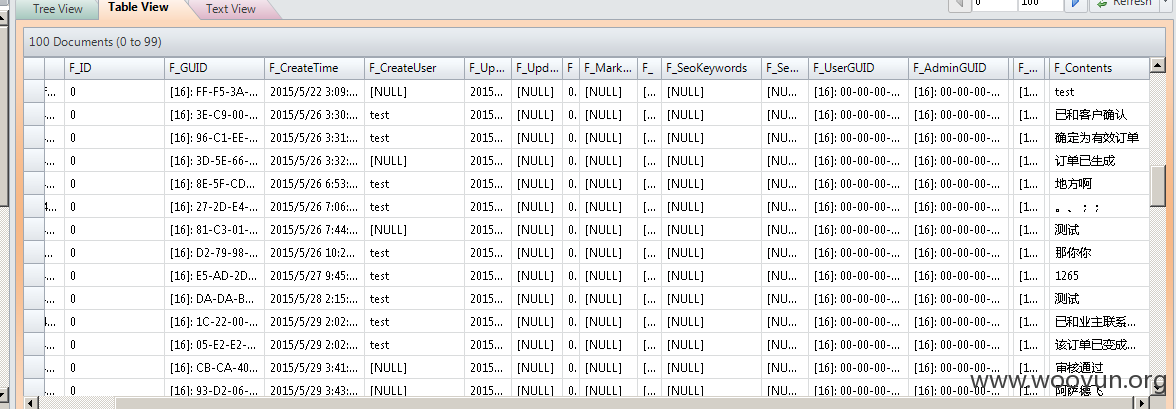 Tree View Table View Text View 0 100 Refresh
100 Documents (0 to 99)
F_ID F_GUID F_CreateTime F_CreateUser F_Up... F_Upd... F F_Mark... F_ F_SeoKeywords F_Se... F_UserGUID F_AdminGUID F_... F_Contents
f... 0 [16]: FF-F5-3A-... 2015/5/22 3:09:... [NULL] 2015... [NULL] 0. [NULL] [... [NULL] [NU... [16]: 00-00-00-... [16]: 00-00-00-... [1... test
4... 0 [16]: 3E-C9-00-... 2015/5/26 3:30:... test 2015... [NULL] 0. [NULL] [... [NULL] [NU... [16]: 00-00-00-... [16]: 00-00-00-... [1... 已和客户确认
4... 0 [16]: 96-C1-EE-... 2015/5/26 3:31:... test 2015... [NULL] 0. [NULL] [... [NULL] [NU... [16]: 00-00-00-... [16]: 00-00-00-... [1... 确定为有效订单
4... 0 [16]: 3D-5E-66-... 2015/5/26 3:32:... [NULL] 2015... [NULL] 0. [NULL] [... [NULL] [NU... [16]: 00-00-00-... [16]: 00-00-00-... [1... 订单已生成
4... 0 [16]: 8E-5F-CD... 2015/5/26 6:53:... test 2015... [NULL] 0. [NULL] [... [NULL] [NU... [16]: 00-00-00-... [16]: 00-00-00-... [1... 地方啊
4... 0 [16]: 27-2D-E4-... 2015/5/26 7:06:... test 2015... [NULL] 0. [NULL] [... [NULL] [NU... [16]: 00-00-00-... [16]: 00-00-00-... [1... 。、；；
4... 0 [16]: 81-C3-01-... 2015/5/26 7:44:... [NULL] 2015... [NULL] 0. [NULL] [... [NULL] [NU... [16]: 00-00-00-... [16]: 00-00-00-... [1... 测试
4... 0 [16]: D2-79-98-... 2015/5/26 10:2... test 2015... [NULL] 0. [NULL] [... [NULL] [NU... [16]: 00-00-00-... [16]: 00-00-00-... [1... 那你你
4... 0 [16]: E5-AD-2D... 2015/5/27 9:45:... test 2015... [NULL] 0. [NULL] [... [NULL] [NU... [16]: 00-00-00-... [16]: 00-00-00-... [1... 1265
4... 0 [16]: DA-DA-B... 2015/5/28 2:15:... test 2015... [NULL] 0. [NULL] [... [NULL] [NU... [16]: 00-00-00-... [16]: 00-00-00-... [1... 测试
4... 0 [16]: 1C-22-00-... 2015/5/29 2:02:... test 2015... [NULL] 0. [NULL] [... [NULL] [NU... [16]: 00-00-00-... [16]: 00-00-00-... [1... 已和业主联系...
4... 0 [16]: 05-E2-E2-... 2015/5/29 2:02:... test 2015... [NULL] 0. [NULL] [... [NULL] [NU... [16]: 00-00-00-... [16]: 00-00-00-... [1... 该订单已变成...
4... 0 [16]: CB-CA-40... 2015/5/29 3:41:... [NULL] 2015... [NULL] 0. [NULL] [... [NULL] [NU... [16]: 00-00-00-... [16]: 00-00-00-... [1... 审核通过
4... 0 [16]: 93-D2-06-... 2015/5/29 3:43:... [NULL] 2015... [NULL] 0. [NULL] [... [NULL] [NU... [16]: 00-00-00-... [16]: 00-00-00-... [1... 阿萨德飞
www.wooyun.org